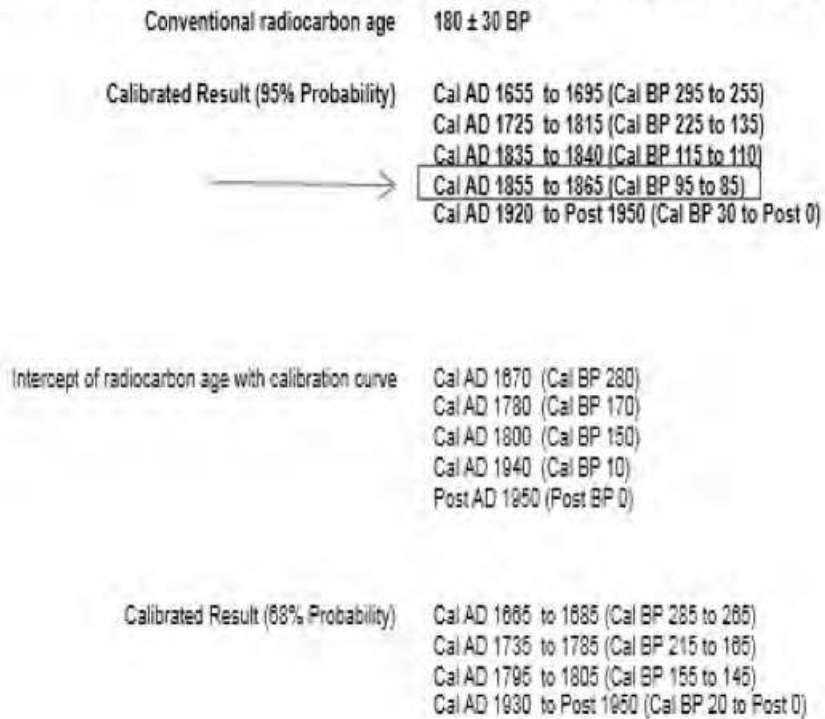 Conventional radiocarbon age 180 ± 30 BP
Calibrated Result (95% Probability) Cal AD 1655 to 1695 (Cal BP 295 to 255)
Cal AD 1725 to 1815 (Cal BP 225 to 135)
Cal AD 1835 to 1840 (Cal BP 115 to 110)
Cal AD 1855 to 1865 (Cal BP 95 to 85)
Cal AD 1920 to Post 1950 (Cal BP 30 to Post 0)
Intercept of radiocarbon age with calibration curve Cal AD 1670 (Cal BP 280)
Cal AD 1780 (Cal BP 170)
Cal AD 1800 (Cal BP 150)
Cal AD 1940 (Cal BP 10)
Post AD 1950 (Post BP 0)
Calibrated Result (68% Probability) Cal AD 1665 to 1685 (Cal BP 285 to 265)
Cal AD 1735 to 1785 (Cal BP 215 to 165)
Cal AD 1795 to 1805 (Cal BP 155 to 145)
Cal AD 1930 to Post 1950 (Cal BP 20 to Post 0)